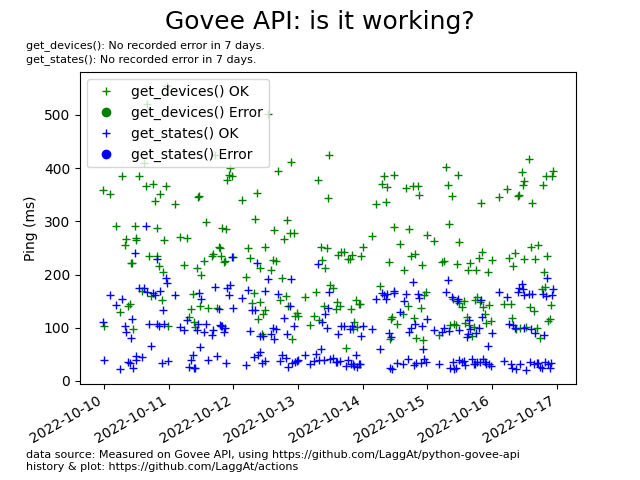 Govee API: is it working?
get_devices(): No recorded error in 7 days.
get_states(): No recorded error in 7 days.
get_devices() OK
get_devices() Error
get_states() OK
get_states() Error
Ping (ms)
500
400
300
200
100
0
2022-10-10
2022-10-11
2022-10-12
2022-10-13
2022-10-14
2022-10-15
2022-10-16
2022-10-17
data source: Measured on Govee API, using https://github.com/LaggAt/python-govee-api
history & plot: https://github.com/LaggAt/actions